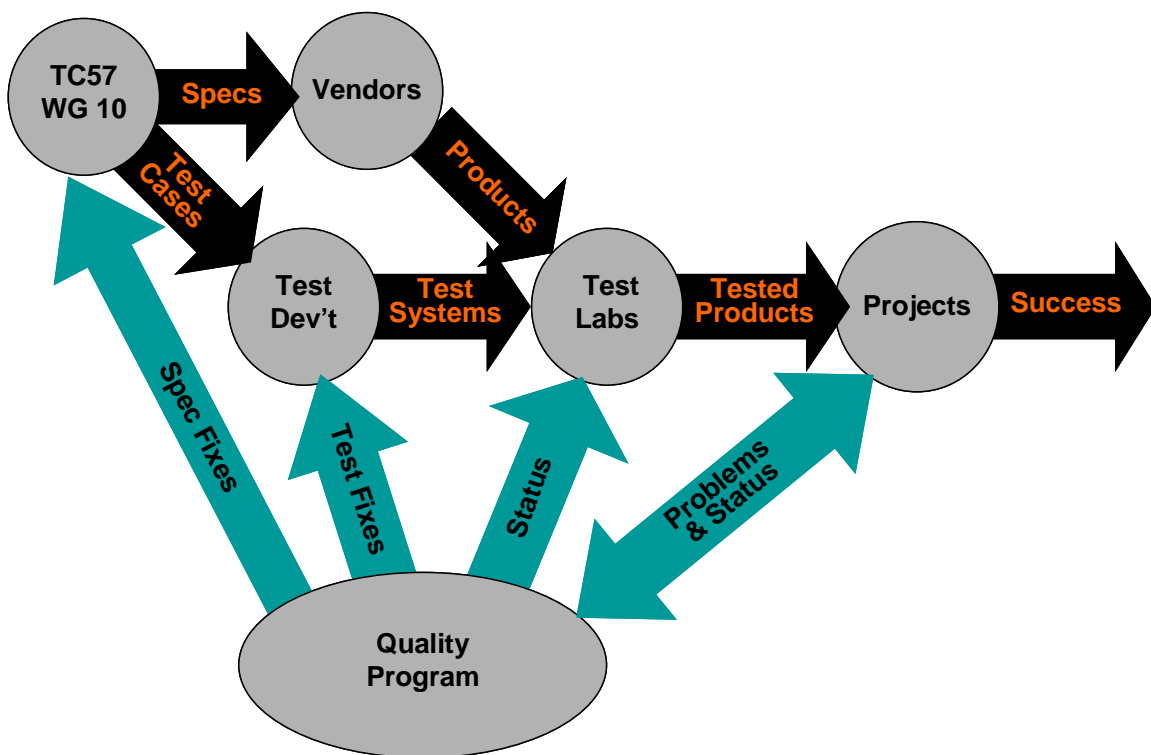 TC57
WG 10
Specs
Vendors
Test
Cases
Products
Test
Dev’t
Test
Systems
Test
Labs
Tested
Products
Projects
Success
Spec Fixes
Test Fixes
Status
Problems
& Status
Quality
Program